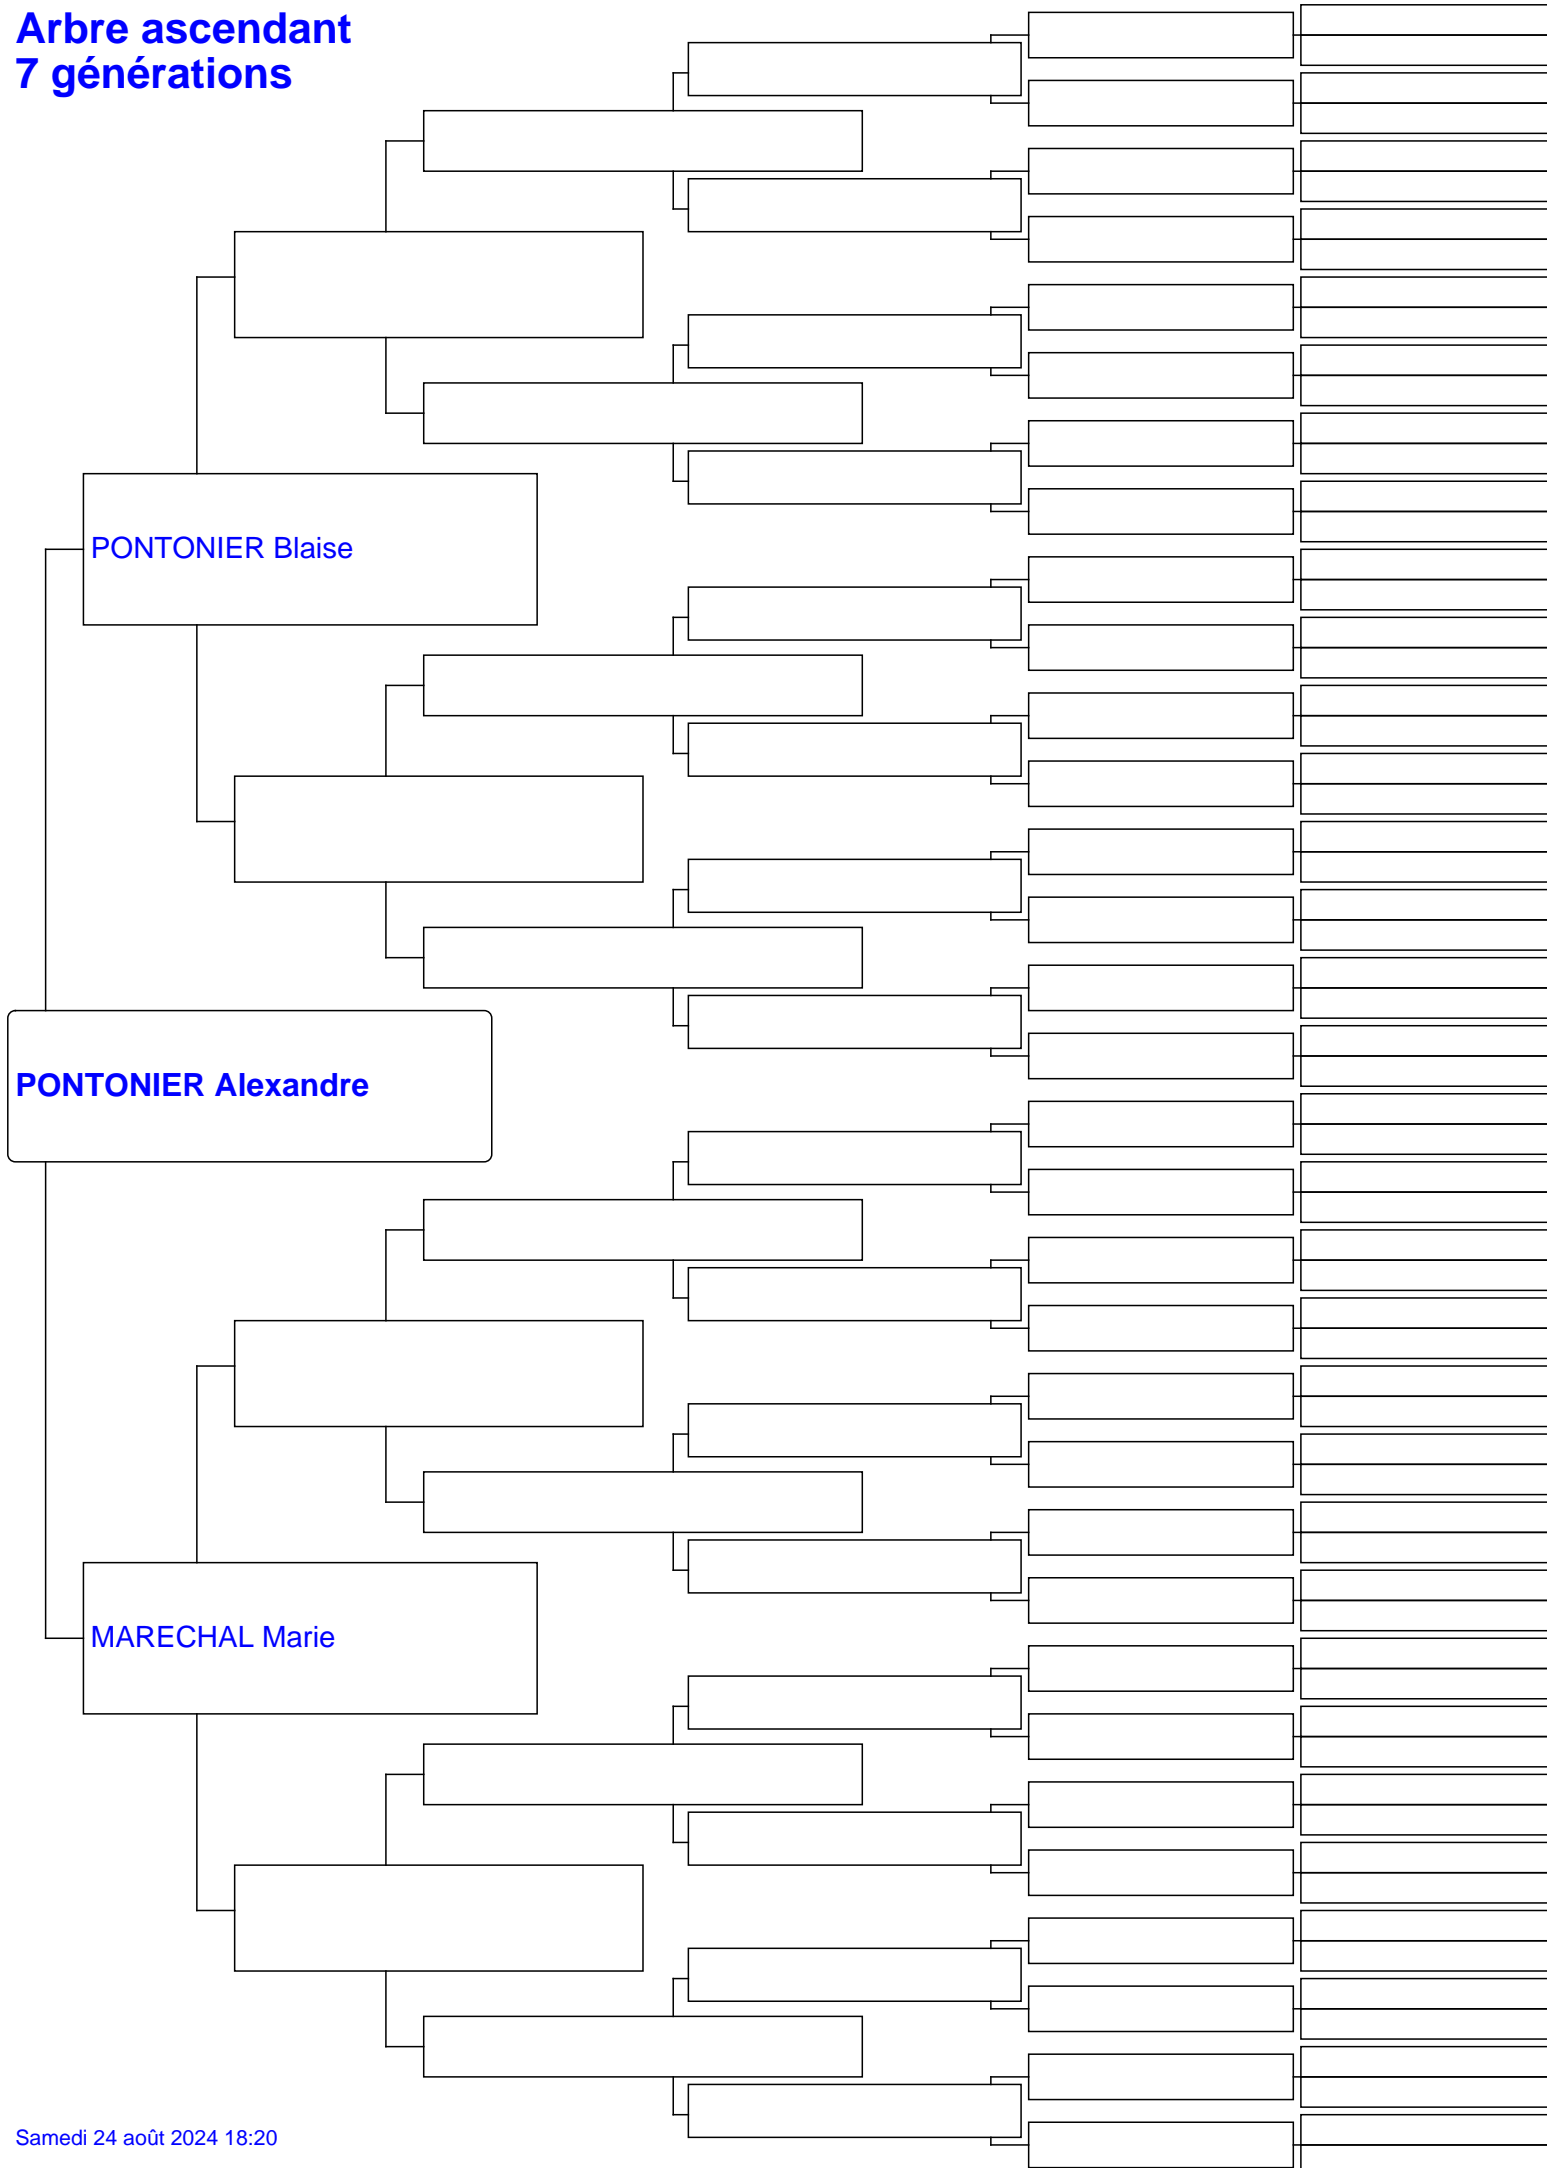 Arbre ascendant
7 générations
PONTONIER Blaise
PONTONIER Alexandre
MARECHAL Marie
Samedi 24 août 2024 18:20